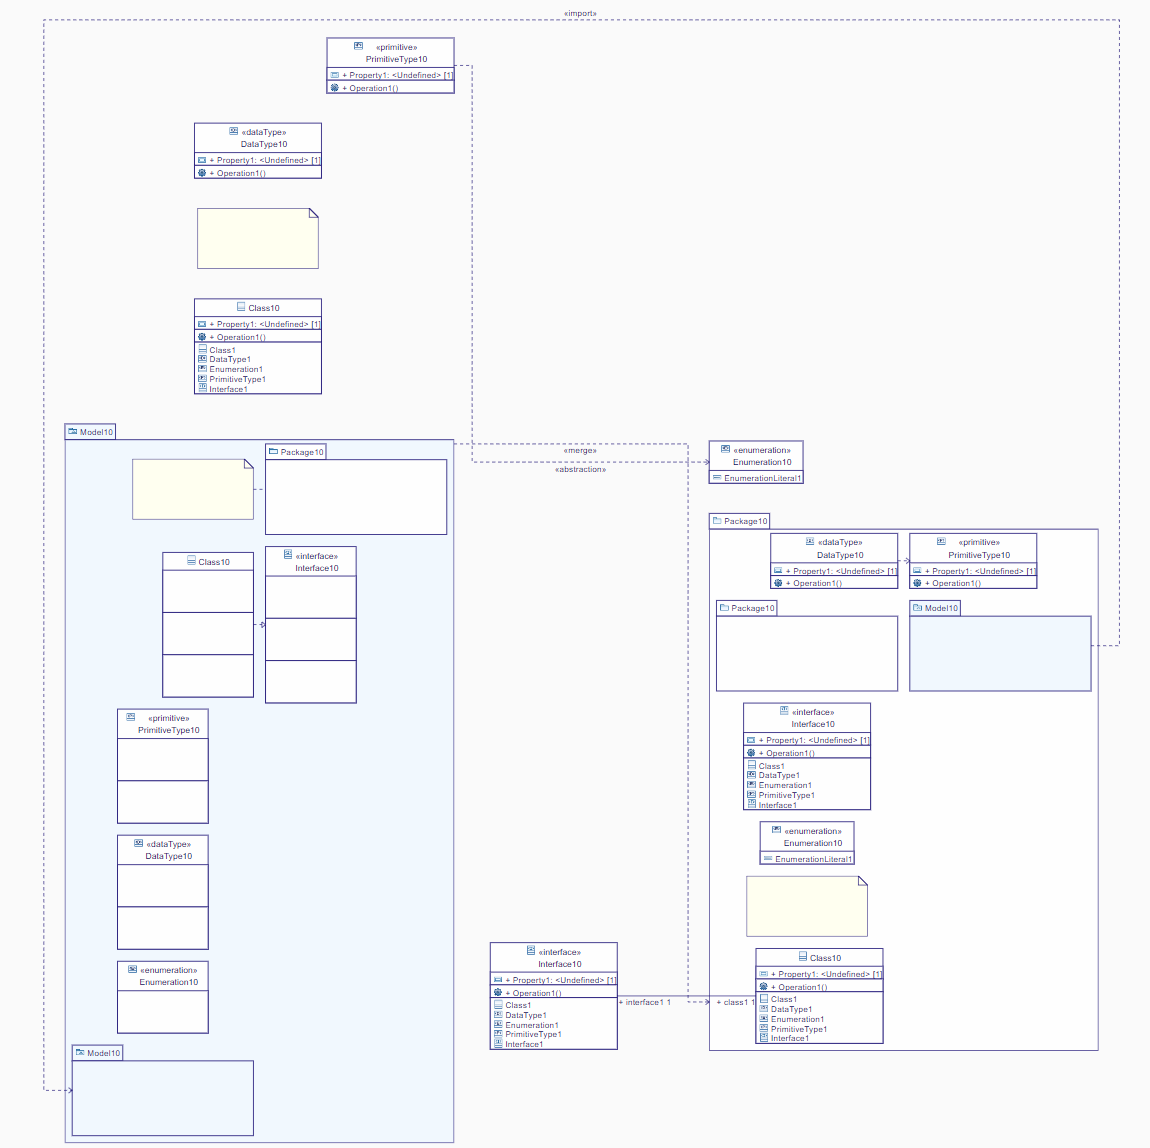 «import»
«primitive»
PrimitiveType10
+ Property1: <Undefined> [1]
+ Operation1()
«dataType»
DataType10
+ Property1: <Undefined> [1]
+ Operation1()
Class10
+ Property1: <Undefined> [1]
+ Operation1()
Class1
DataType1
Enumeration1
PrimitiveType1
Interface1
Model10
Package10
Class10
«interface»
Interface10
«primitive»
PrimitiveType10
«dataType»
DataType10
«enumeration»
Enumeration10
Model10
«merge»
«abstraction»
«enumeration»
Enumeration10
EnumerationLiteral1
Package10
«dataType»
DataType10
+ Property1: <Undefined> [1]
+ Operation1()
«primitive»
PrimitiveType10
+ Property1: <Undefined> [1]
+ Operation1()
Package10
Model10
«interface»
Interface10
+ Property1: <Undefined> [1]
+ Operation1()
Class1
DataType1
Enumeration1
PrimitiveType1
Interface1
«enumeration»
Enumeration10
EnumerationLiteral1
«interface»
Interface10
+ Property1: <Undefined> [1]
+ Operation1()
Class1
DataType1
Enumeration1
PrimitiveType1
Interface1
+ interface1 1
+ class1 1
Class10
+ Property1: <Undefined> [1]
+ Operation1()
Class1
DataType1
Enumeration1
PrimitiveType1
Interface1